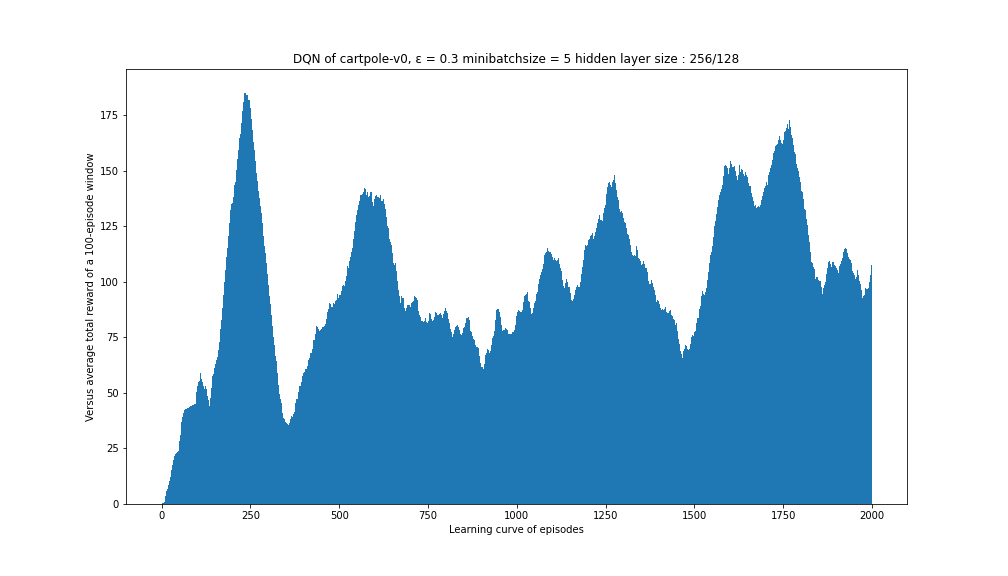 DQN of cartpole-v0, ε = 0.3 minibatchsize = 5 hidden layer size : 256/128
Versus average total reward of a 100-episode window
175
150
125
100
75
50
25
0
0 250 500 750 1000 1250 1500 1750 2000
Learning curve of episodes